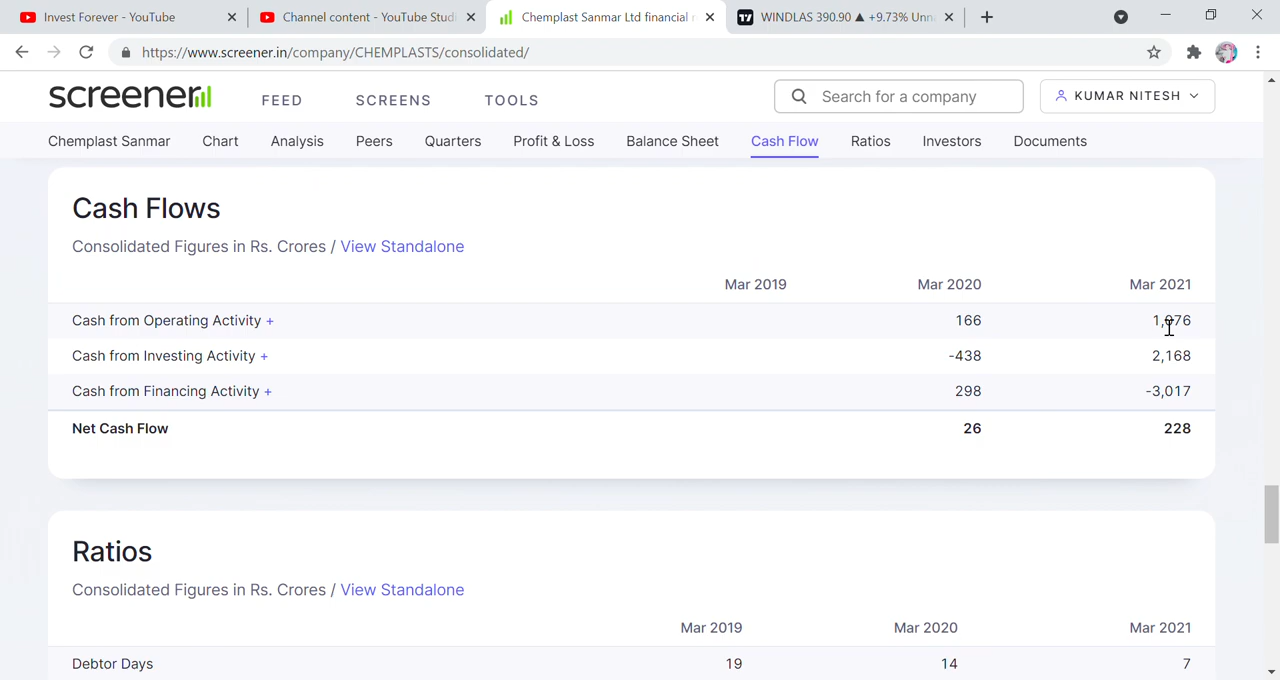 Invest Forever - YouTube
Channel content - YouTube Studi
Chemplast Sanmar Ltd financial r
WINDLAS 390.90 ▲ +9.73% Unna
https://www.screener.in/company/CHEMPLASTS/consolidated/
screener
FEED
SCREENS
TOOLS
Search for a company
KUMAR NITESH
Chemplast Sanmar
Chart
Analysis
Peers
Quarters
Profit & Loss
Balance Sheet
Cash Flow
Ratios
Investors
Documents
Cash Flows
Consolidated Figures in Rs. Crores / View Standalone
Mar 2019 Mar 2020 Mar 2021
Cash from Operating Activity + 166
Cash from Investing Activity + -438 2,168
Cash from Financing Activity + 298 -3,017
Net Cash Flow 26 228
Ratios
Consolidated Figures in Rs. Crores / View Standalone
Mar 2019 Mar 2020 Mar 2021
Debtor Days 19 14 7